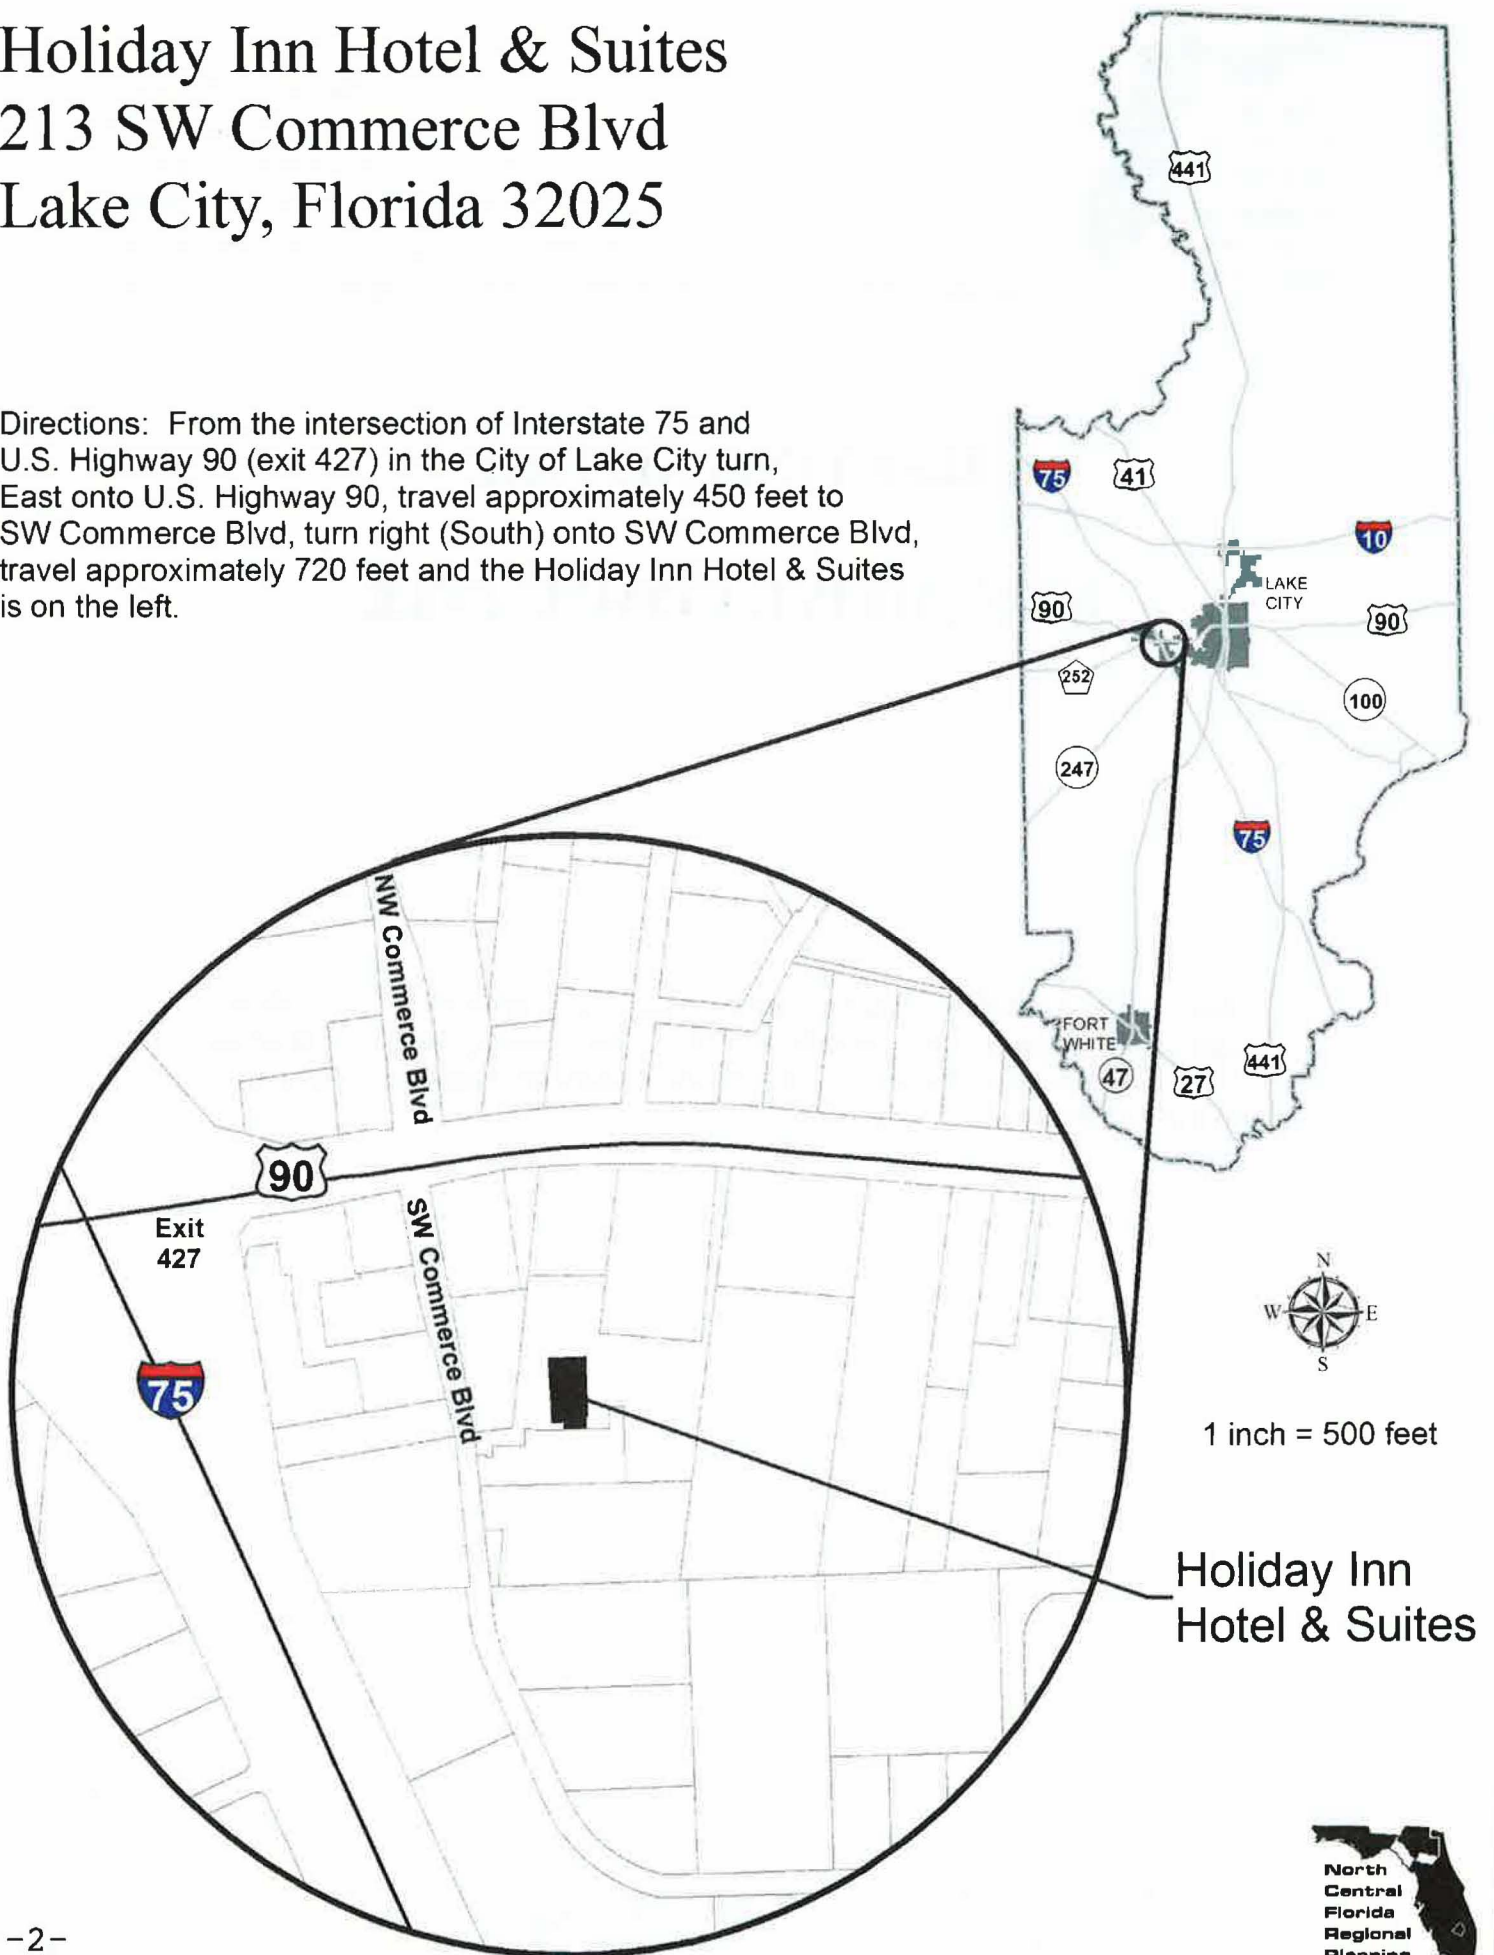 Holiday Inn Hotel & Suites
213 SW Commerce Blvd
Lake City, Florida 32025
Directions: From the intersection of Interstate 75 and
U.S. Highway 90 (exit 427) in the City of Lake City turn,
East onto U.S. Highway 90, travel approximately 450 feet to
SW Commerce Blvd, turn right (South) onto SW Commerce Blvd,
travel approximately 720 feet and the Holiday Inn Hotel & Suites
is on the left.
441
75
41
10
LAKE
CITY
90
90
252
100
247
75
FORT
WHITE
47
27
441
NW Commerce Blvd
90
Exit
427
SW Commerce Blvd
75
N
W
E
S
1 inch = 500 feet
Holiday Inn
Hotel & Suites
North
Central
Florida
Regional
Planning
-2-